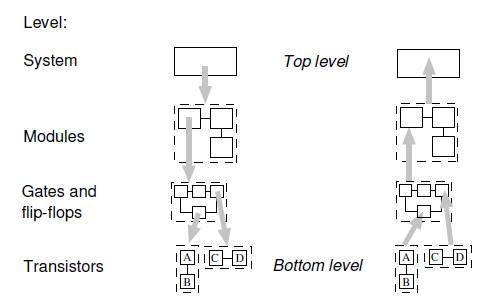 Level:
System
Top level
Modules
Gates and
flip-flops
Transistors
A
B
C
D
Bottom level
A
B
C
D